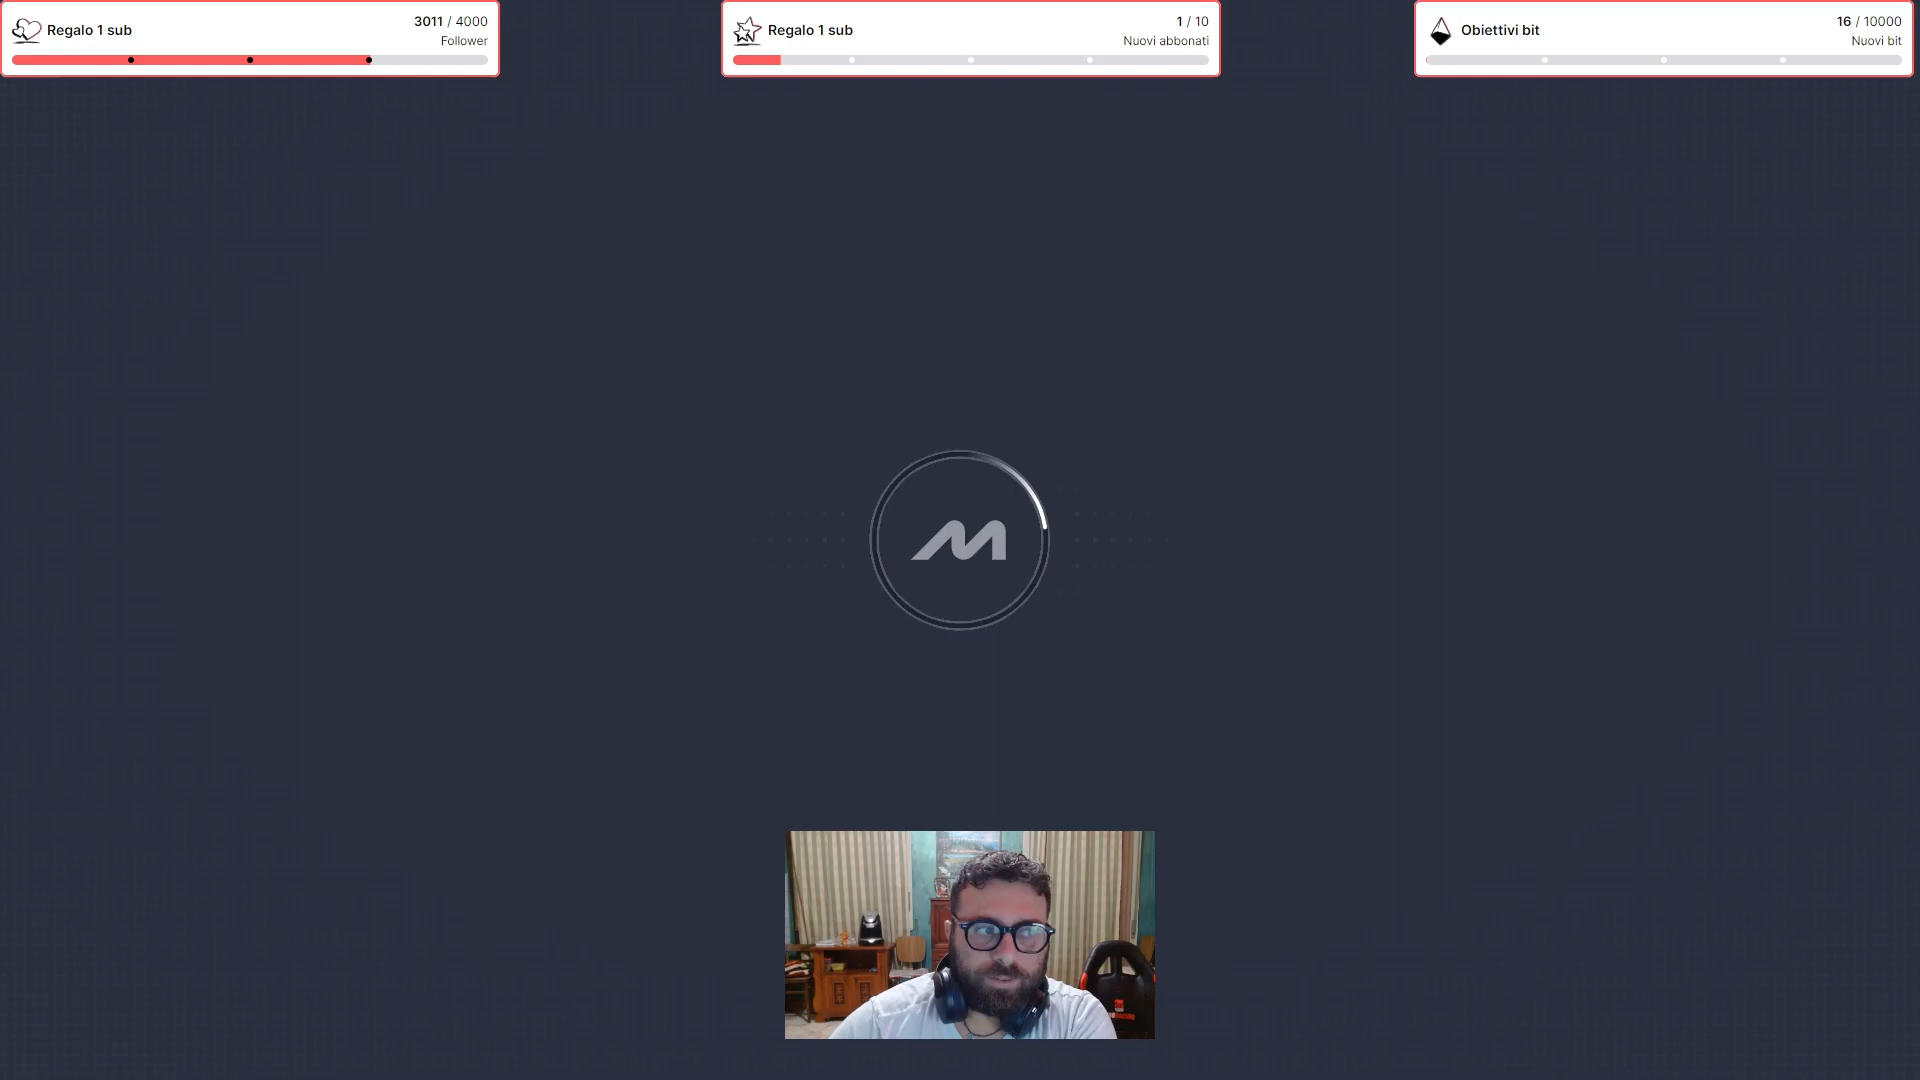 Regalo 1 sub
3011 / 4000
Follower
Regalo 1 sub
1 / 10
Nuovi abbonati
Obiettivi bit
16 / 10000
Nuovi bit